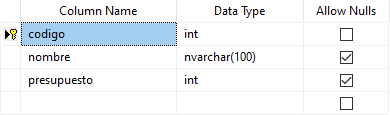 Column Name Data Type Allow Nulls
codigo int
nombre nvarchar(100)
presupuesto int